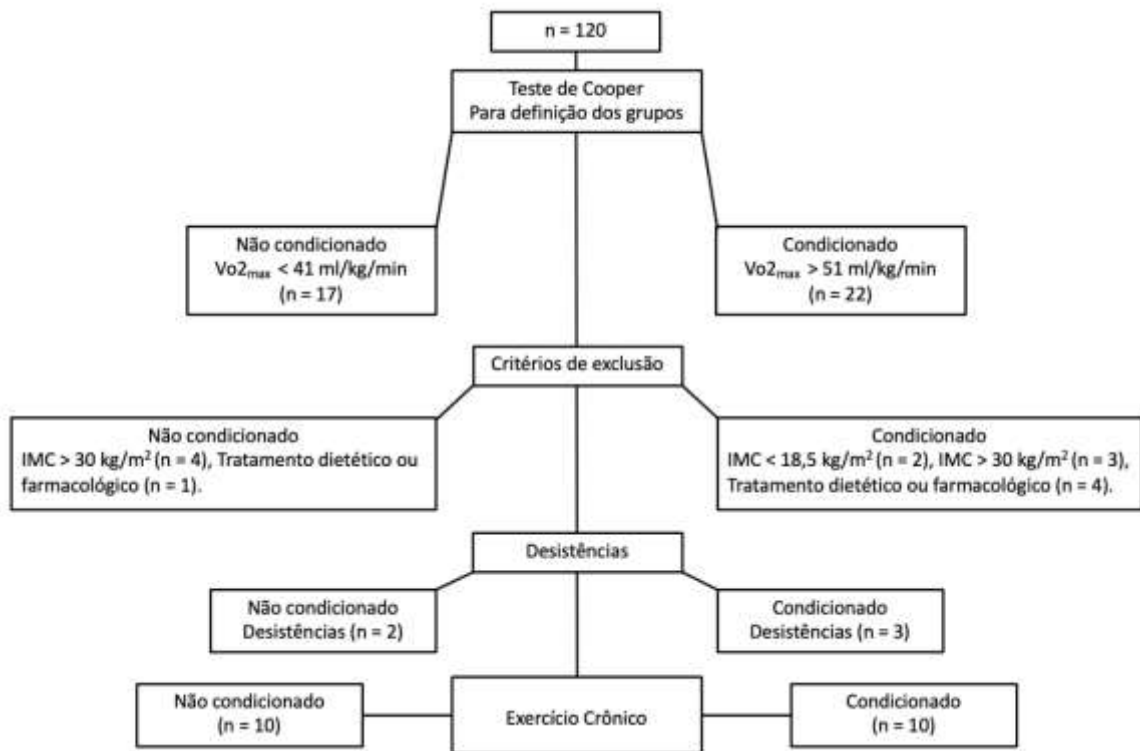 n = 120
Teste de Cooper
Para definição dos grupos
Não condicionado
Vo2max < 41 ml/kg/min
(n = 17)
Condicionado
Vo2max > 51 ml/kg/min
(n = 22)
Critérios de exclusão
Não condicionado
IMC > 30 kg/m² (n = 4), Tratamento dietético ou
farmacológico (n = 1).
Condicionado
IMC < 18,5 kg/m² (n = 2), IMC > 30 kg/m² (n = 3),
Tratamento dietético ou farmacológico (n = 4).
Desistências
Não condicionado
Desistências (n = 2)
Condicionado
Desistências (n = 3)
Não condicionado
(n = 10)
Exercício Crônico
Condicionado
(n = 10)